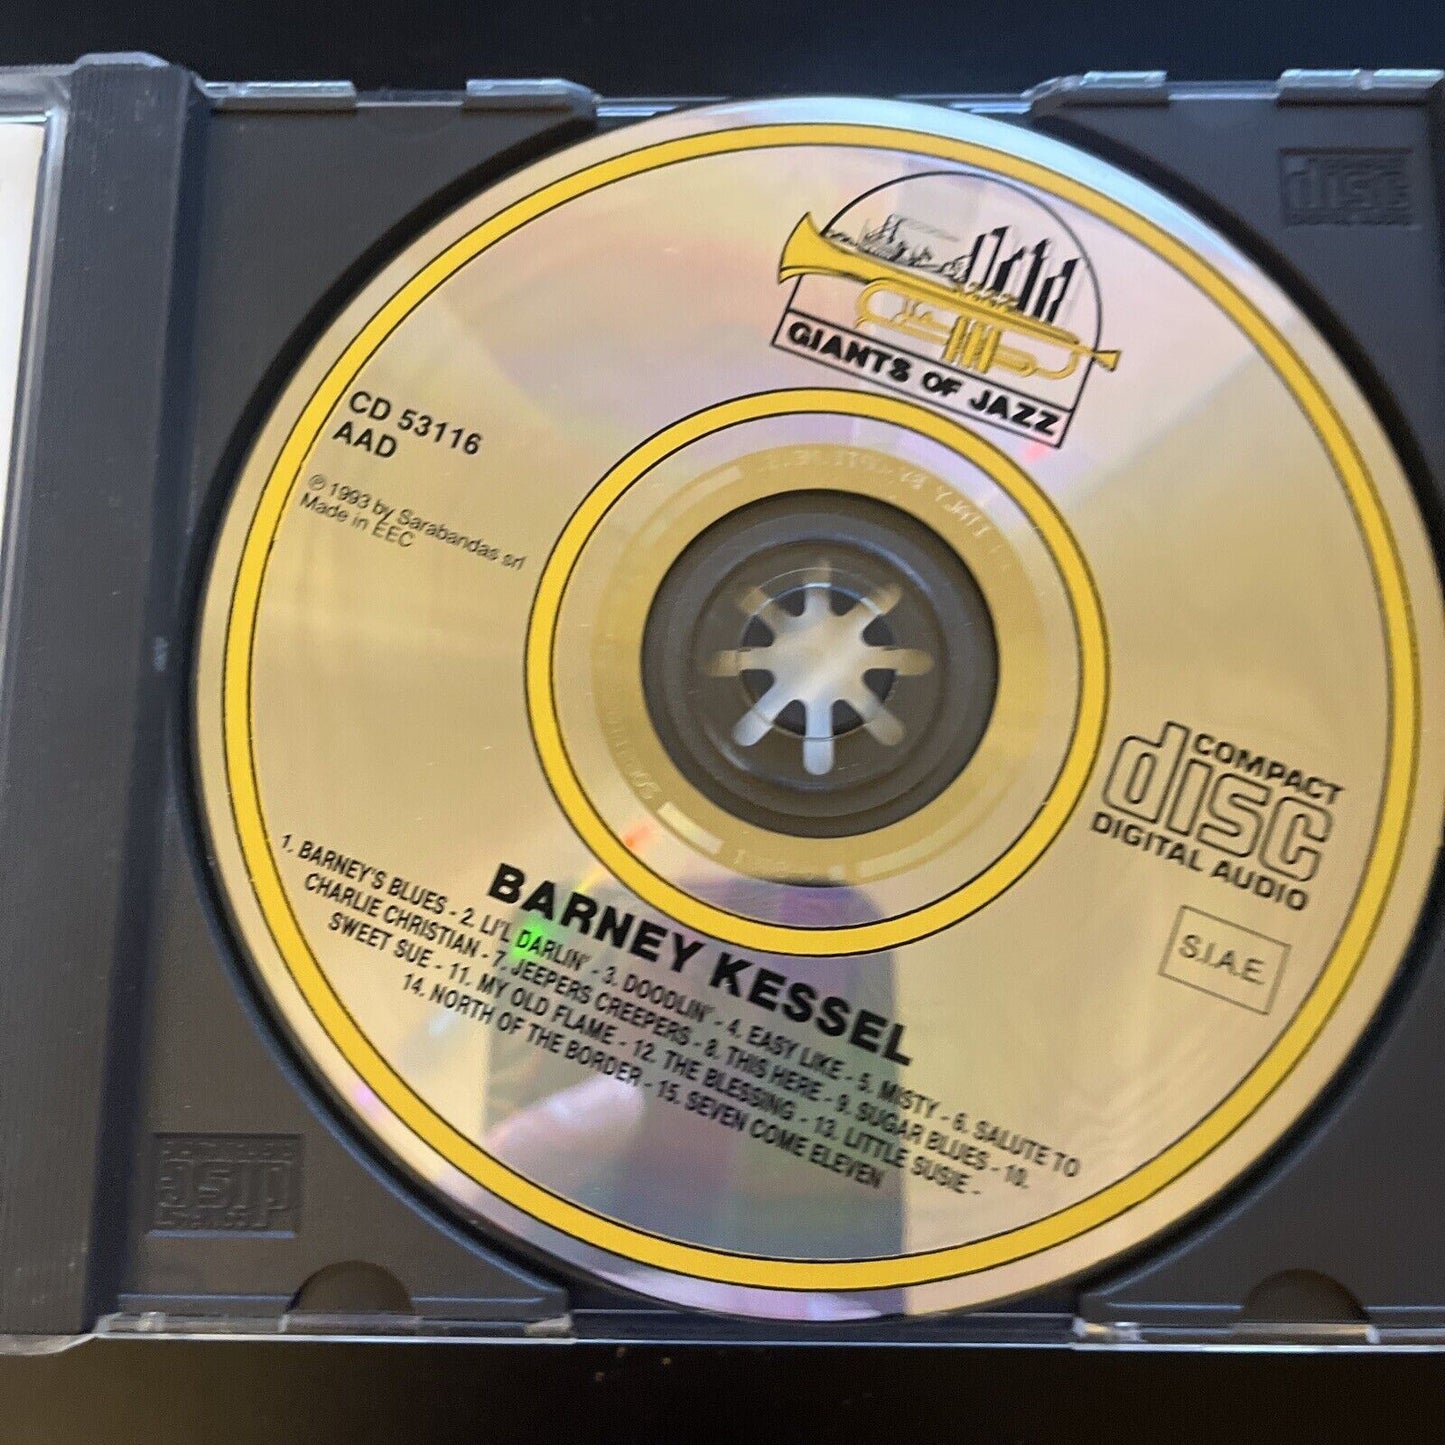 GIANTS OF JAZZ
CD 53116
AAD
℗ 1993 by Sarabandas srl
Made in EEC
COMPACT
disc
DIGITAL AUDIO
S.I.A.E.
BARNEY KESSEL
1. BARNEY'S BLUES - 2. LI'L DARLIN' - 3. DOODLIN' - 4. EASY LIKE - 5. MISTY - 6. SALUTE TO
CHARLIE CHRISTIAN - 7. JEEPERS CREEPERS - 8. THIS HERE - 9. SUGAR BLUES - 10.
SWEET SUE - 11. MY OLD FLAME - 12. THE BLESSING - 13. LITTLE SUSIE -
14. NORTH OF THE BORDER - 15. SEVEN COME ELEVEN
disc
disc